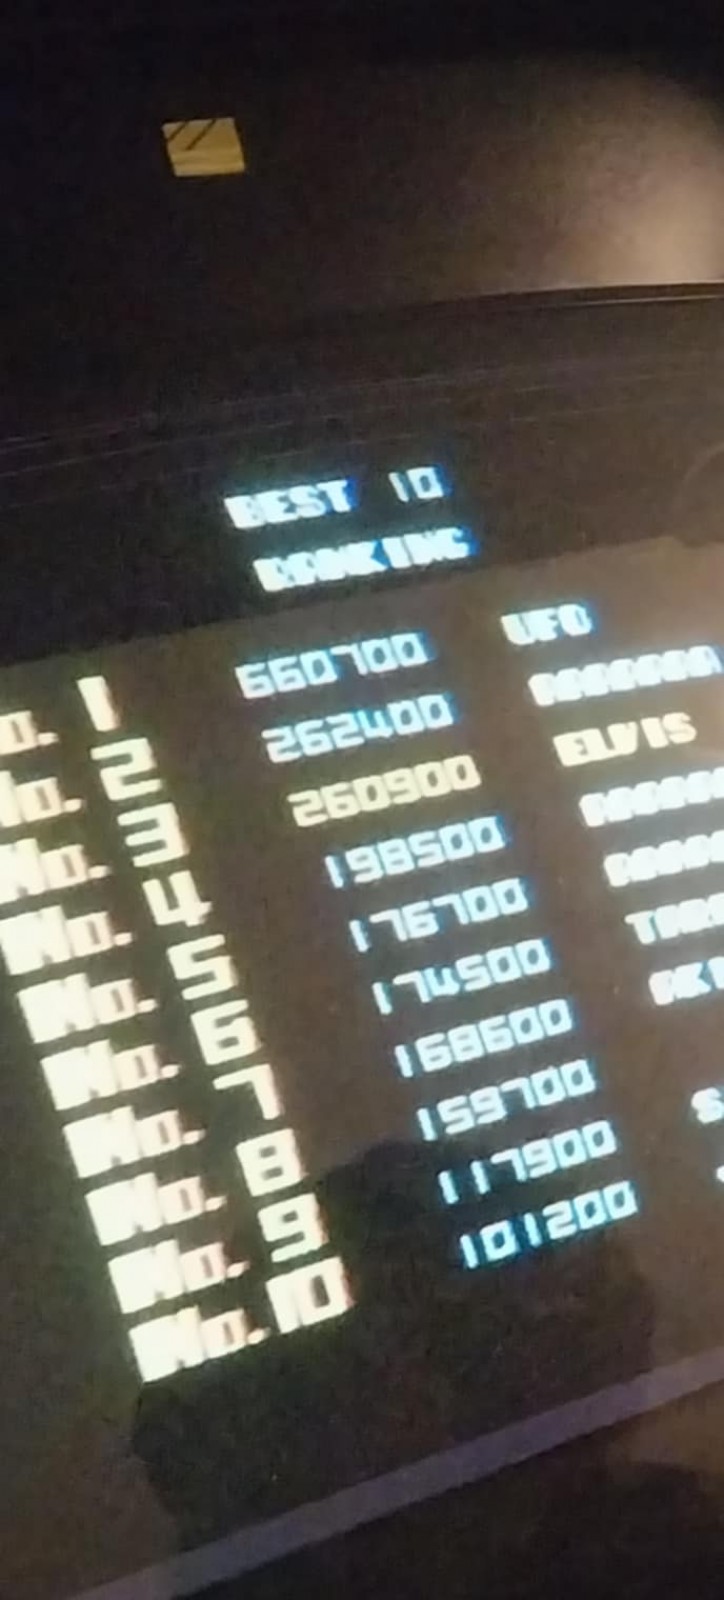 BEST 10
RANKING
No. 1 660700 UFO
No. 2 262400
No. 3 260900 ELVIS
No. 4 198500
No. 5 176700
No. 6 174500
No. 7 168600
No. 8 159700
No. 9 117900
No. 10 101200